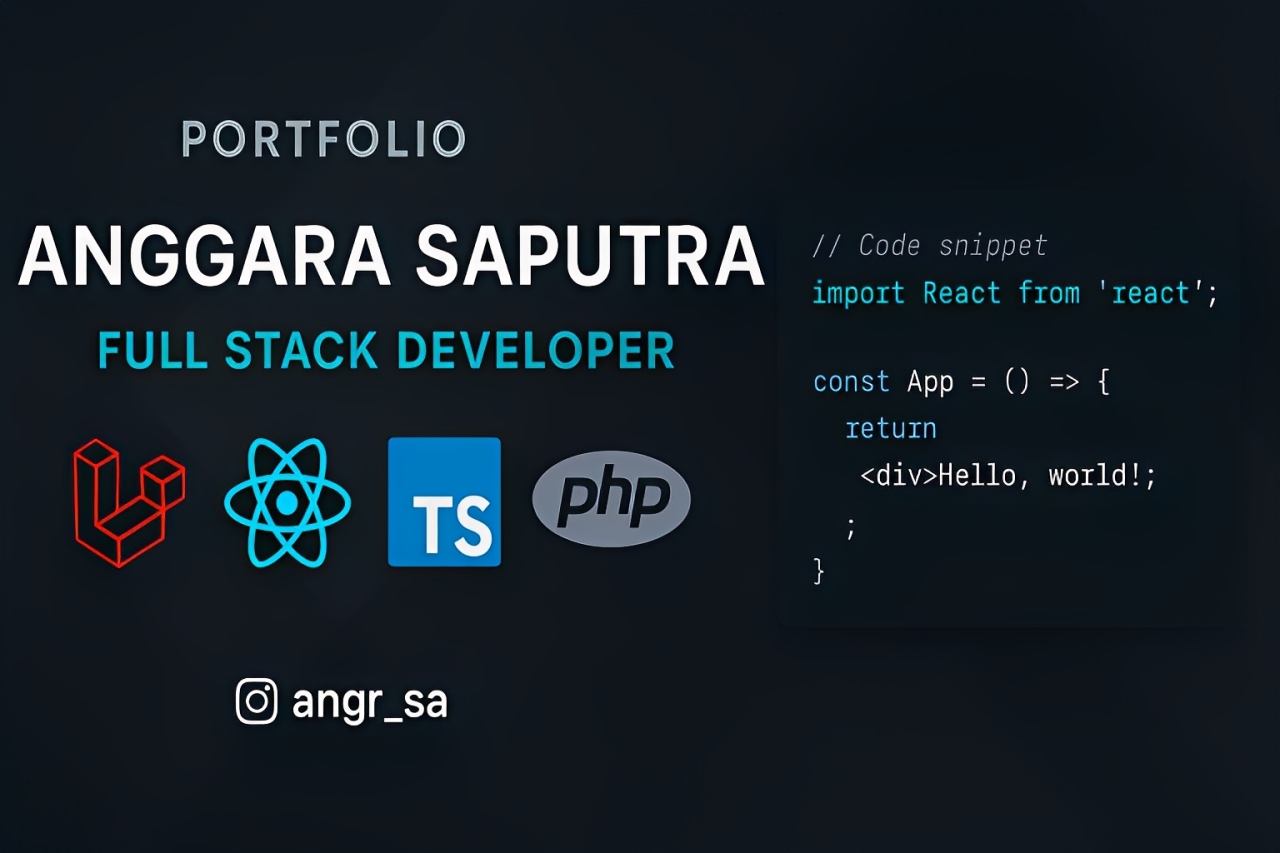 PORTFOLIO
ANGGARA SAPUTRA
FULL STACK DEVELOPER
TS
php
angr_sa
// Code snippet
import React from 'react';
const App = () => {
return
<div>Hello, world!;
;
}